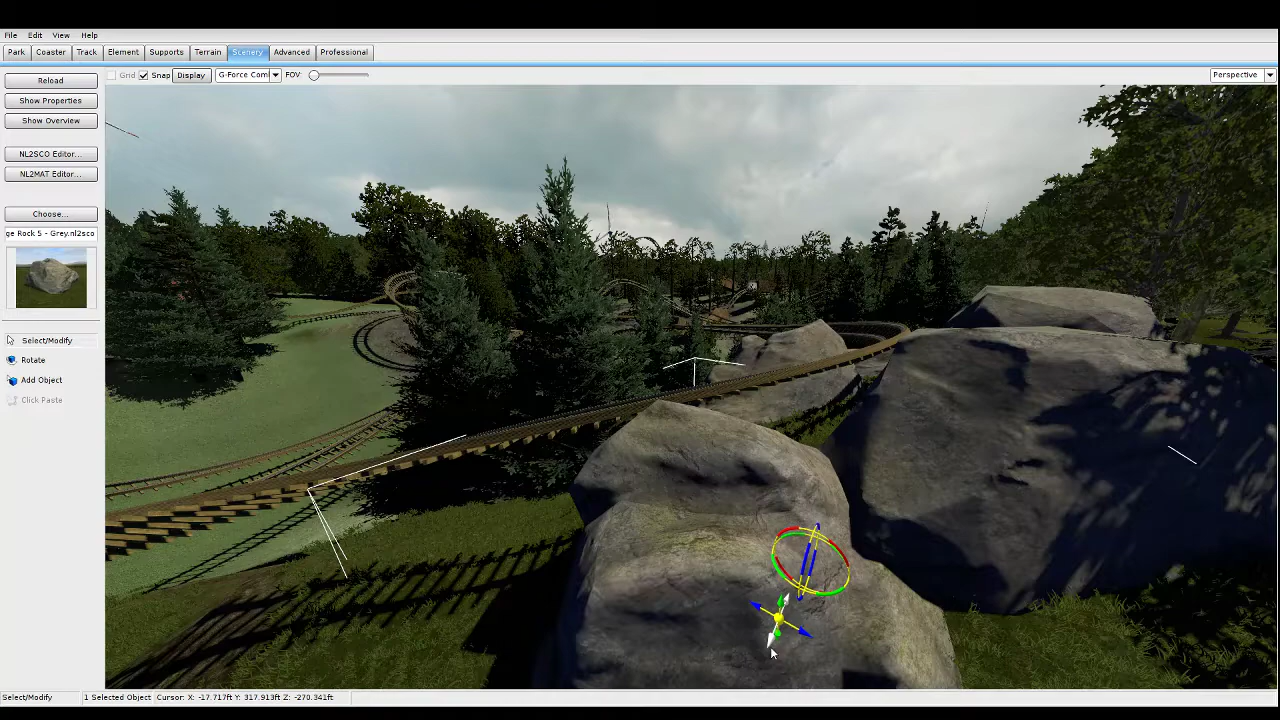 File Edit View Help
Park Coaster Track Element Supports Terrain Scenery Advanced Professional
Reload
Grid Snap Display G-Force Coml FOV: Perspective
Show Properties
Show Overview
NL2SCO Editor...
NL2MAT Editor...
Choose...
ge Rock 5 - Grey.nl2sco
Select/Modify
Rotate
Add Object
Click Paste
Select/Modify 1 Selected Object Cursor: X: -17.717ft Y: 317.913ft Z: -270.341ft